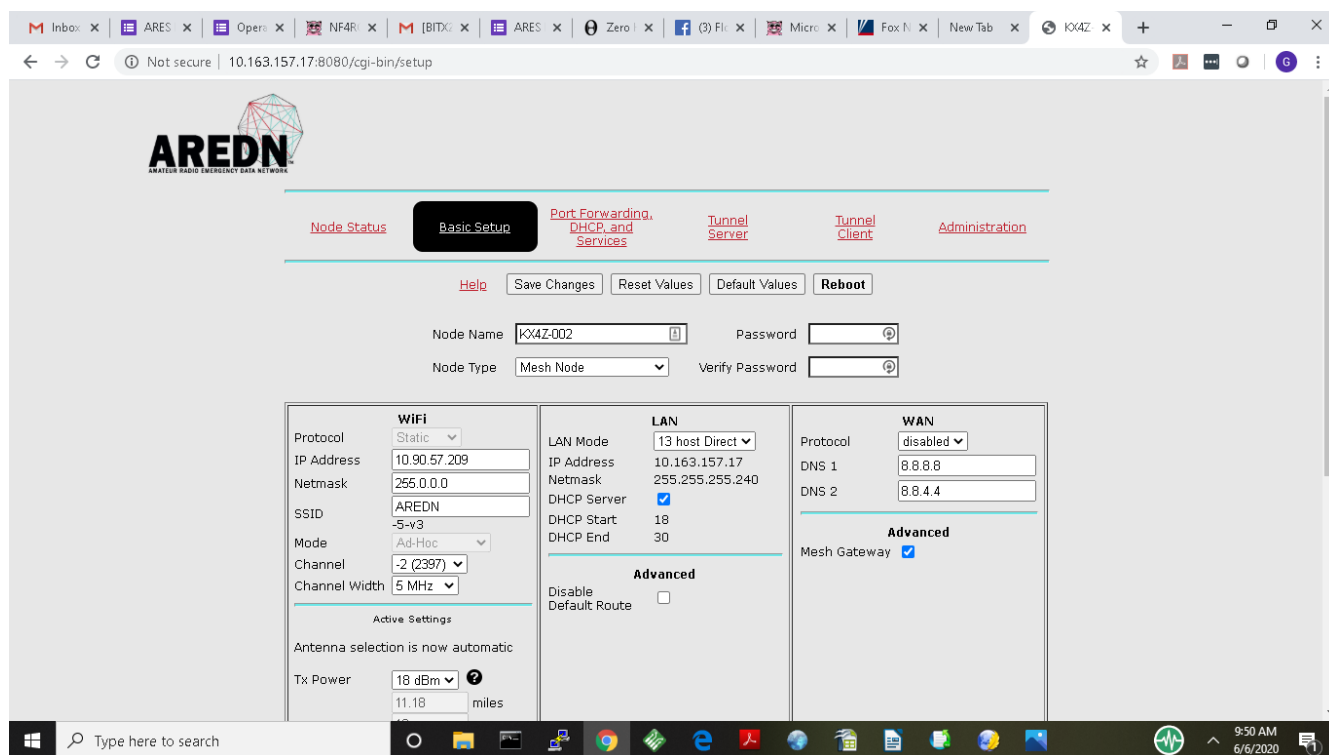 Inbox
ARES
Opera
NF4R
[BITX2
ARES
Zero
(3) Flo
Micro
Fox N
New Tab
KX4Z-
Not secure | 10.163.157.17:8080/cgi-bin/setup
G
AREDN
AMATEUR RADIO EMERGENCY DATA NETWORK
Node Status
Basic Setup
Port Forwarding,
DHCP, and
Services
Tunnel
Server
Tunnel
Client
Administration
Help Save Changes Reset Values Default Values Reboot
Node Name KX4Z-002 Password
Node Type Mesh Node Verify Password
WiFi
Protocol Static
IP Address 10.90.57.209
Netmask 255.0.0.0
SSID AREDN
-5-v3
Mode Ad-Hoc
Channel -2 (2397)
Channel Width 5 MHz
Active Settings
Antenna selection is now automatic
Tx Power 18 dBm ?
11.18 miles
LAN
LAN Mode 13 host Direct
IP Address 10.163.157.17
Netmask 255.255.255.240
DHCP Server
DHCP Start 18
DHCP End 30
Advanced
Disable
Default Route
WAN
Protocol disabled
DNS 1 8.8.8.8
DNS 2 8.8.4.4
Advanced
Mesh Gateway
Type here to search
9:50 AM
6/6/2020